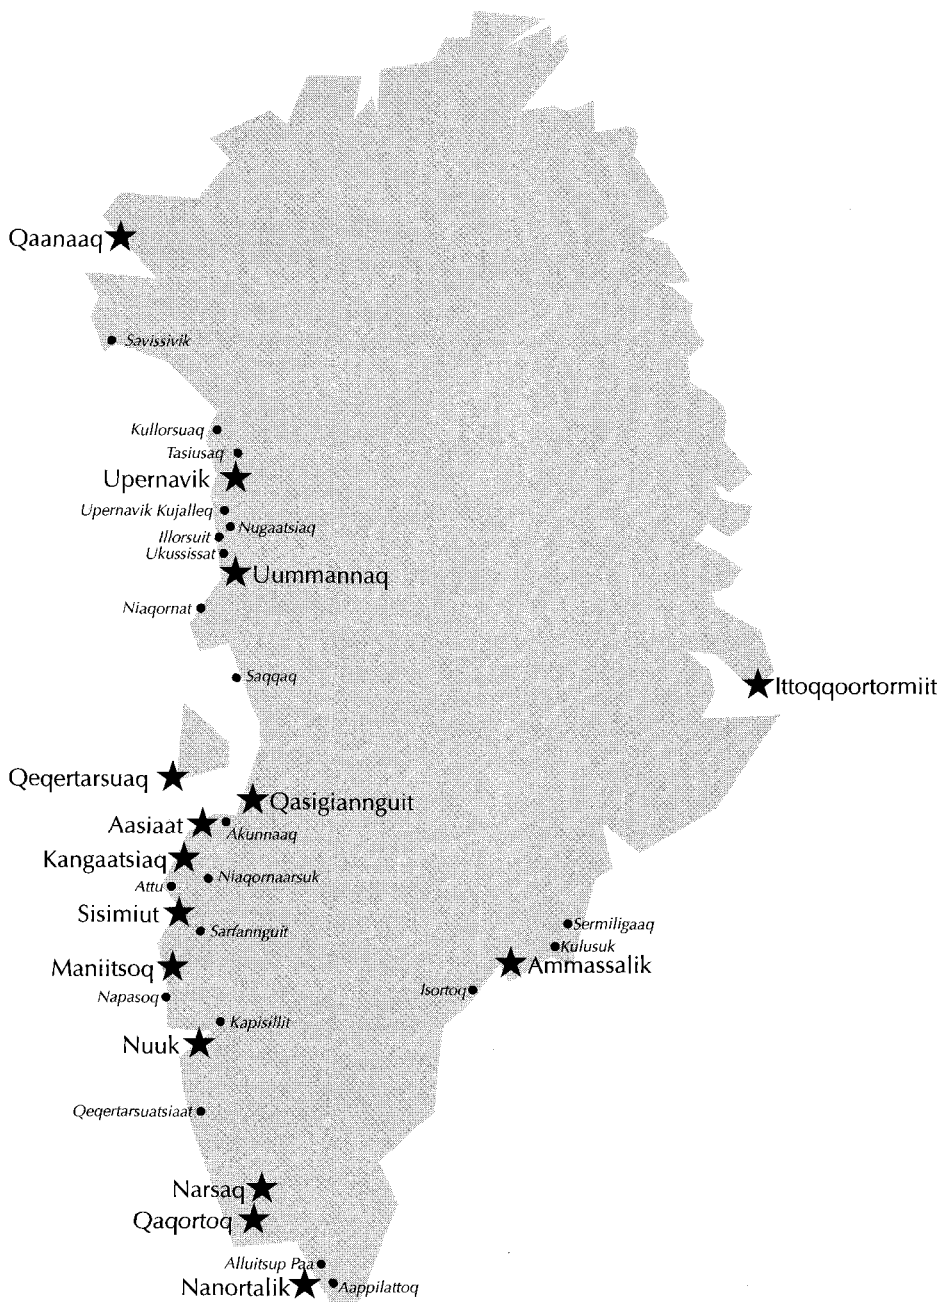 Qaanaaq
Savissivik
Kullorsuaq
Tasiusaq
Upernavik
Upernavik Kujalleq
Nugaatsiaq
Illorsuit
Ukussissat
Uummannaq
Niaqornat
Saqqaq
Ittoqqoortormiit
Qeqertarsuaq
Qasigiannguit
Aasiaat
Akunnaaq
Kangaatsiaq
Niaqornaarsuk
Attu
Sisimiut
Sermiligaaq
Sarfannguit
Kulusuk
Maniitsoq
Ammassalik
Isortoq
Napasoq
Kapisillit
Nuuk
Qeqertarsuatsiaat
Narsaq
Qaqortoq
Alluitsup Paa
Nanortalik
Aappilattoq